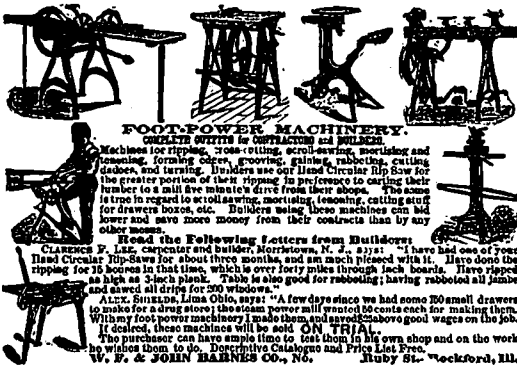 FOOT-POWER MACHINERY.
COMPLETE OUTFITS for CONTRACTORS and BUILDERS.
Machines for ripping, cross-cutting, scroll-sawing, mortising and
tenoning, forming edges, grooving, gaining, rabbeting, cutting
dadoes, and turning. Builders use our Hand Circular Rip Saw for
the greater portion of their ripping in preference to carting their
lumber to a mill five minute's drive from their shops. The same
is true in regard to scroll sawing, mortising, tenoning, cutting stuff
for drawers boxes, etc. Builders using these machines can bid
lower and save more money from their contracts than by any
other means.
Read the Following Letters from Builders:
CLARENCE F. LEE, carpenter and builder, Morristown, N. J., says: "I have had one of your
Hand Circular Rip-Saws for about three months, and am much pleased with it. Have done the
ripping for 15 houses in that time, which is over forty miles through inch boards. Have ripped
as high as 3-inch plank. Table is also good for rabbeting; having rabbeted all jambs
and sawed all drips for 200 windows."
ALEX. SHIELDS, Lima Ohio, says: "A few days since we had some 750 small drawers
to make for a drug store; the steam power mill wanted 50 cents each for making them.
With my foot power machinery I made them, and saved $25 above good wages on the job.
If desired, these machines will be sold ON TRIAL.
The purchaser can have ample time to test them in his own shop and on the work
he wishes them to do. Descriptive Catalogue and Price List Free.
W. F. & JOHN BARNES CO., No. Ruby St. Rockford, Ill.